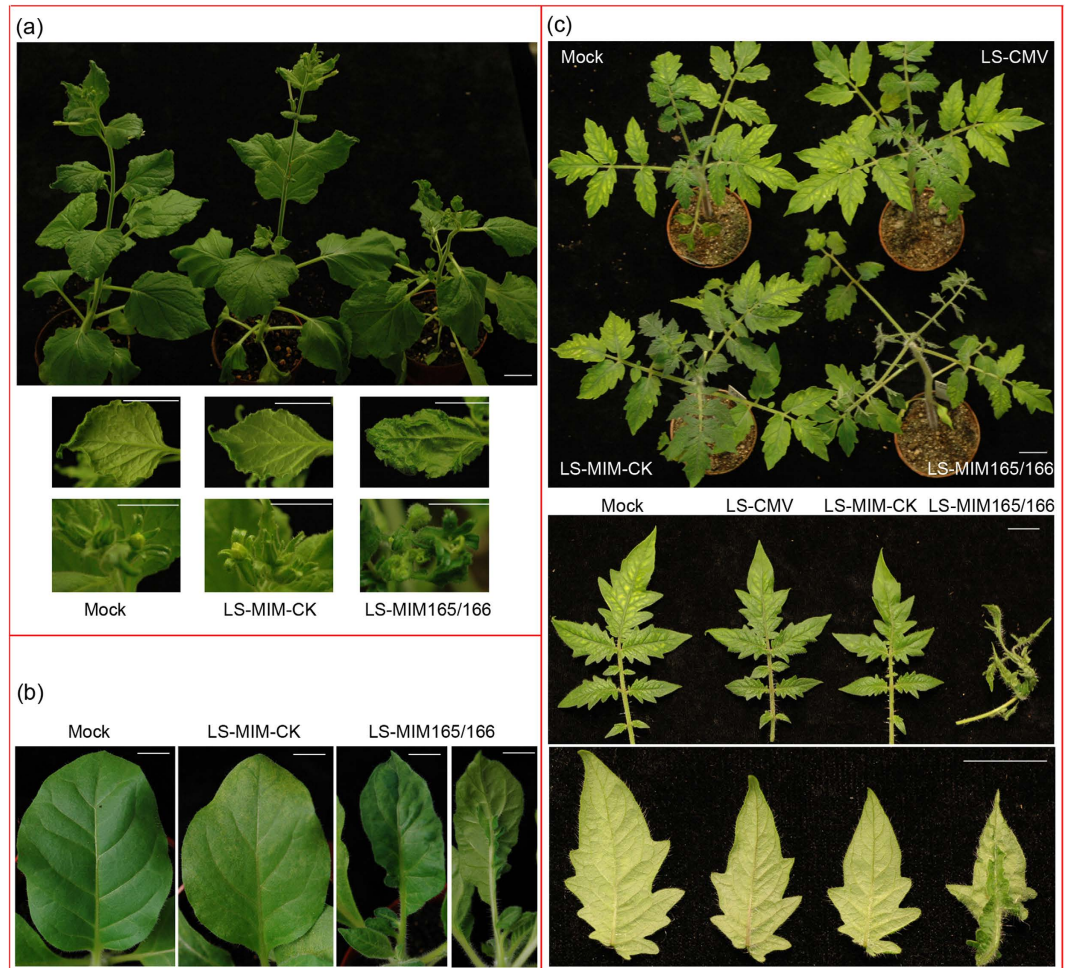 (a)
Mock LS-MIM-CK LS-MIM165/166
(b)
Mock LS-MIM-CK LS-MIM165/166
(c)
Mock LS-CMV
LS-MIM-CK LS-MIM165/166
Mock LS-CMV LS-MIM-CK LS-MIM165/166